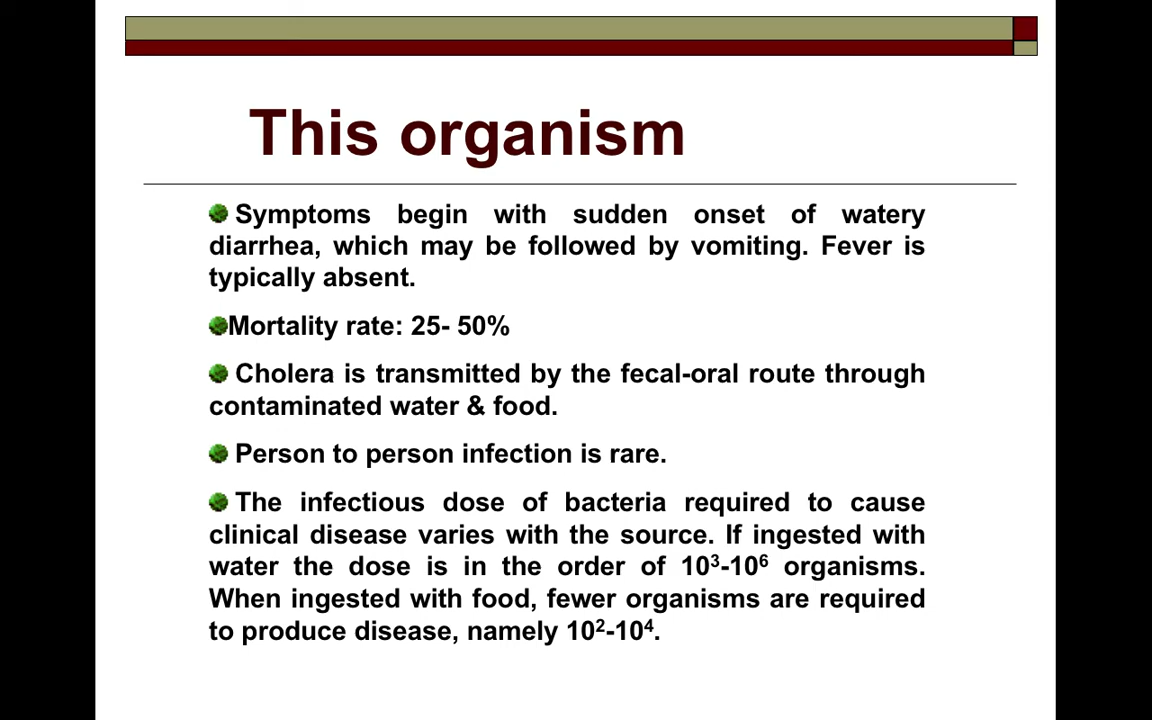 This organism
Symptoms begin with sudden onset of watery
diarrhea, which may be followed by vomiting. Fever is
typically absent.
Mortality rate: 25- 50%
Cholera is transmitted by the fecal-oral route through
contaminated water & food.
Person to person infection is rare.
The infectious dose of bacteria required to cause
clinical disease varies with the source. If ingested with
water the dose is in the order of 10³-10⁶ organisms.
When ingested with food, fewer organisms are required
to produce disease, namely 10²-10⁴.